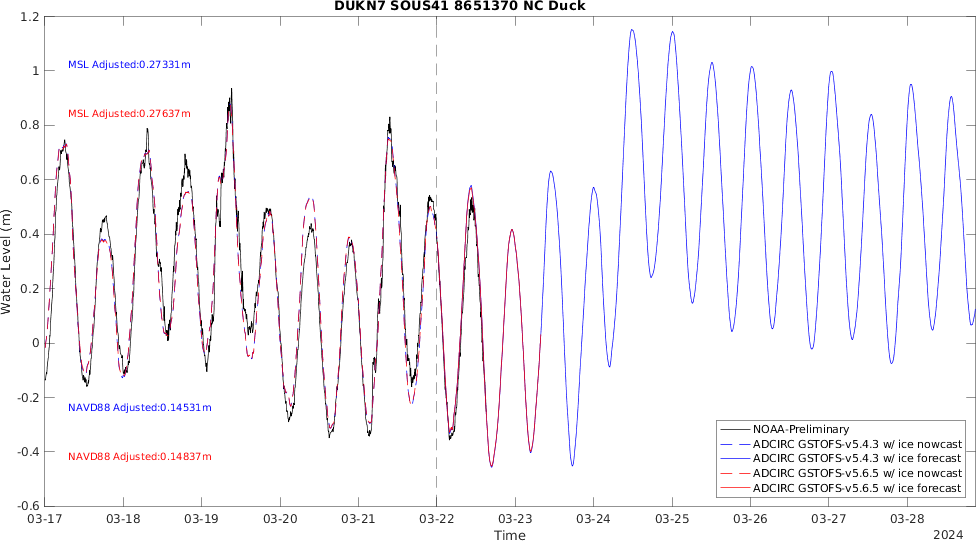 DUKN7 SOUS41 8651370 NC Duck
1.2
1
0.8
0.6
0.4
0.2
0
-0.2
-0.4
-0.6
Water Level (m)
MSL Adjusted:0.27331m
MSL Adjusted:0.27637m
NAVD88 Adjusted:0.14531m
NAVD88 Adjusted:0.14837m
NOAA-Preliminary
ADCIRC GSTOFS-v5.4.3 w/ ice nowcast
ADCIRC GSTOFS-v5.4.3 w/ ice forecast
ADCIRC GSTOFS-v5.6.5 w/ ice nowcast
ADCIRC GSTOFS-v5.6.5 w/ ice forecast
03-17 03-18 03-19 03-20 03-21 03-22 03-23 03-24 03-25 03-26 03-27 03-28
Time
2024